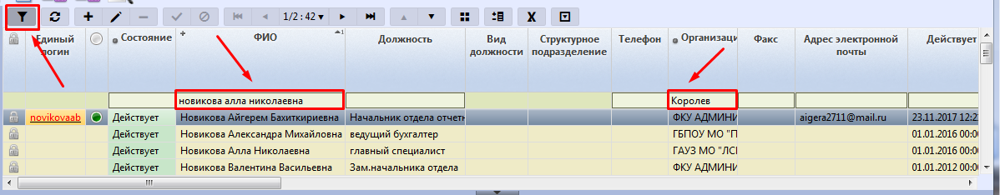 1/2 : 42
Единый логин Состояние ФИО 1 Должность Вид должности Структурное подразделение Телефон Организаци Факс Адрес электронной почты Действует
новикова алла николаевна Королев
novikovaab Действует Новикова Айгерем Бахиткириевна Начальник отдела отчетн ФКУ АДМИНИ aigera2711@mail.ru 23.11.2017 12:2
Действует Новикова Александра Михайловна ведущий бухгалтер ГБПОУ МО "П 01.01.2016 00:0
Действует Новикова Алла Николаевна главный специалист ГАУЗ МО "ЛСГ 01.01.2016 00:0
Действует Новикова Валентина Васильевна Зам.начальника отдела ФКУ АДМИНИ 01.01.2012 00:0